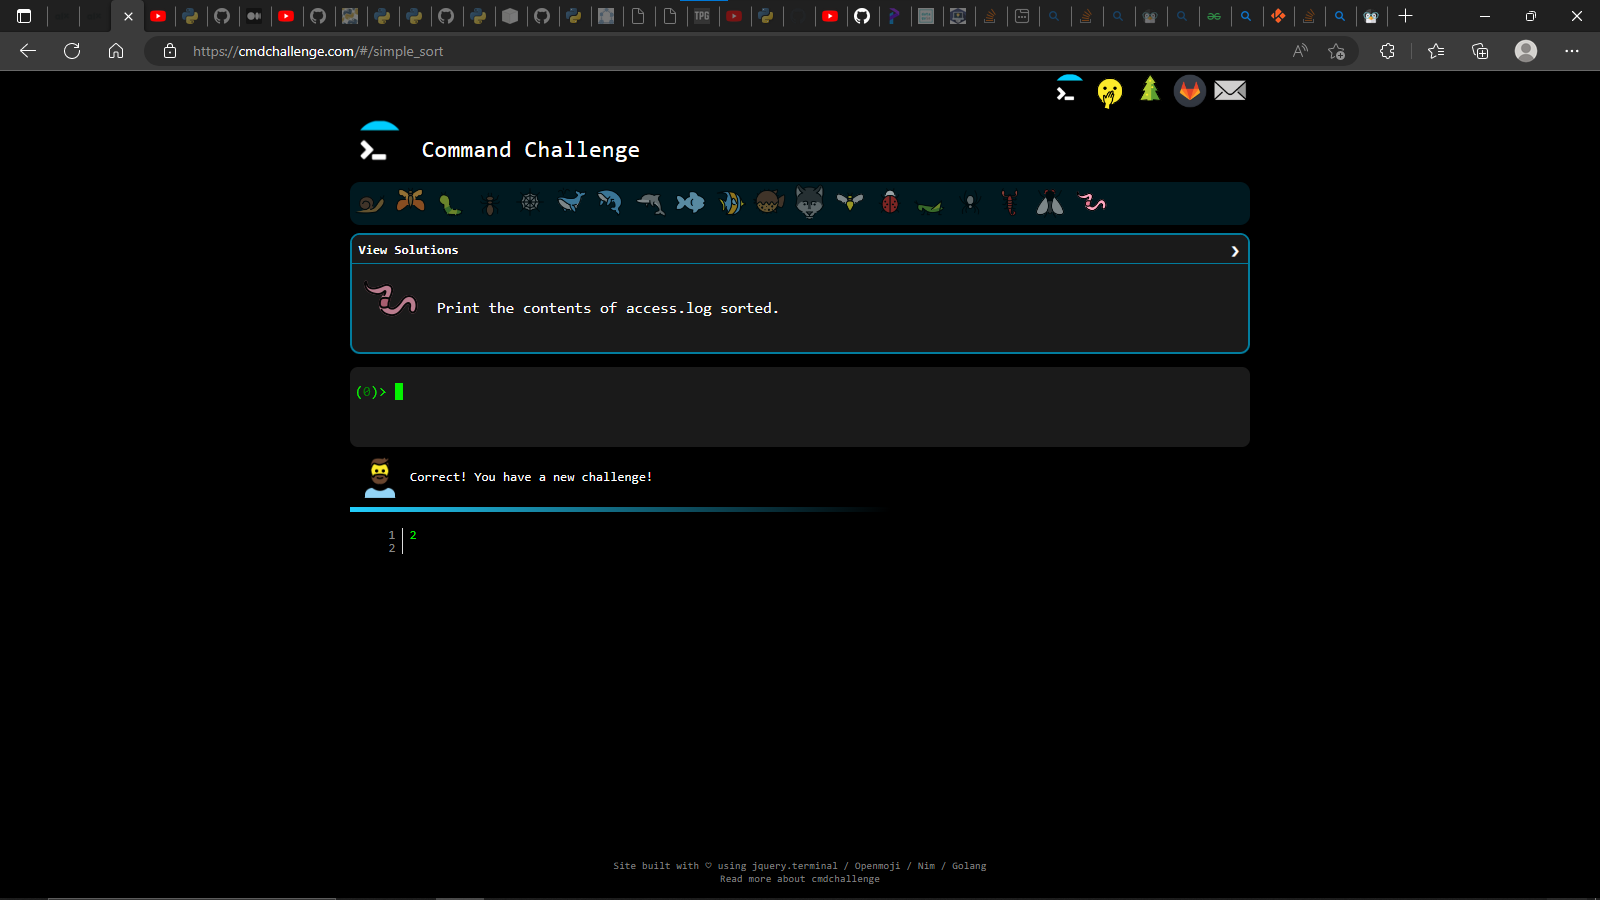 TPG
https://cmdchallenge.com/#/simple_sort
Command Challenge
View Solutions
Print the contents of access.log sorted.
(0)>
Correct! You have a new challenge!
1 2
2
Site built with ♡ using jquery.terminal / Openmoji / Nim / Golang
Read more about cmdchallenge